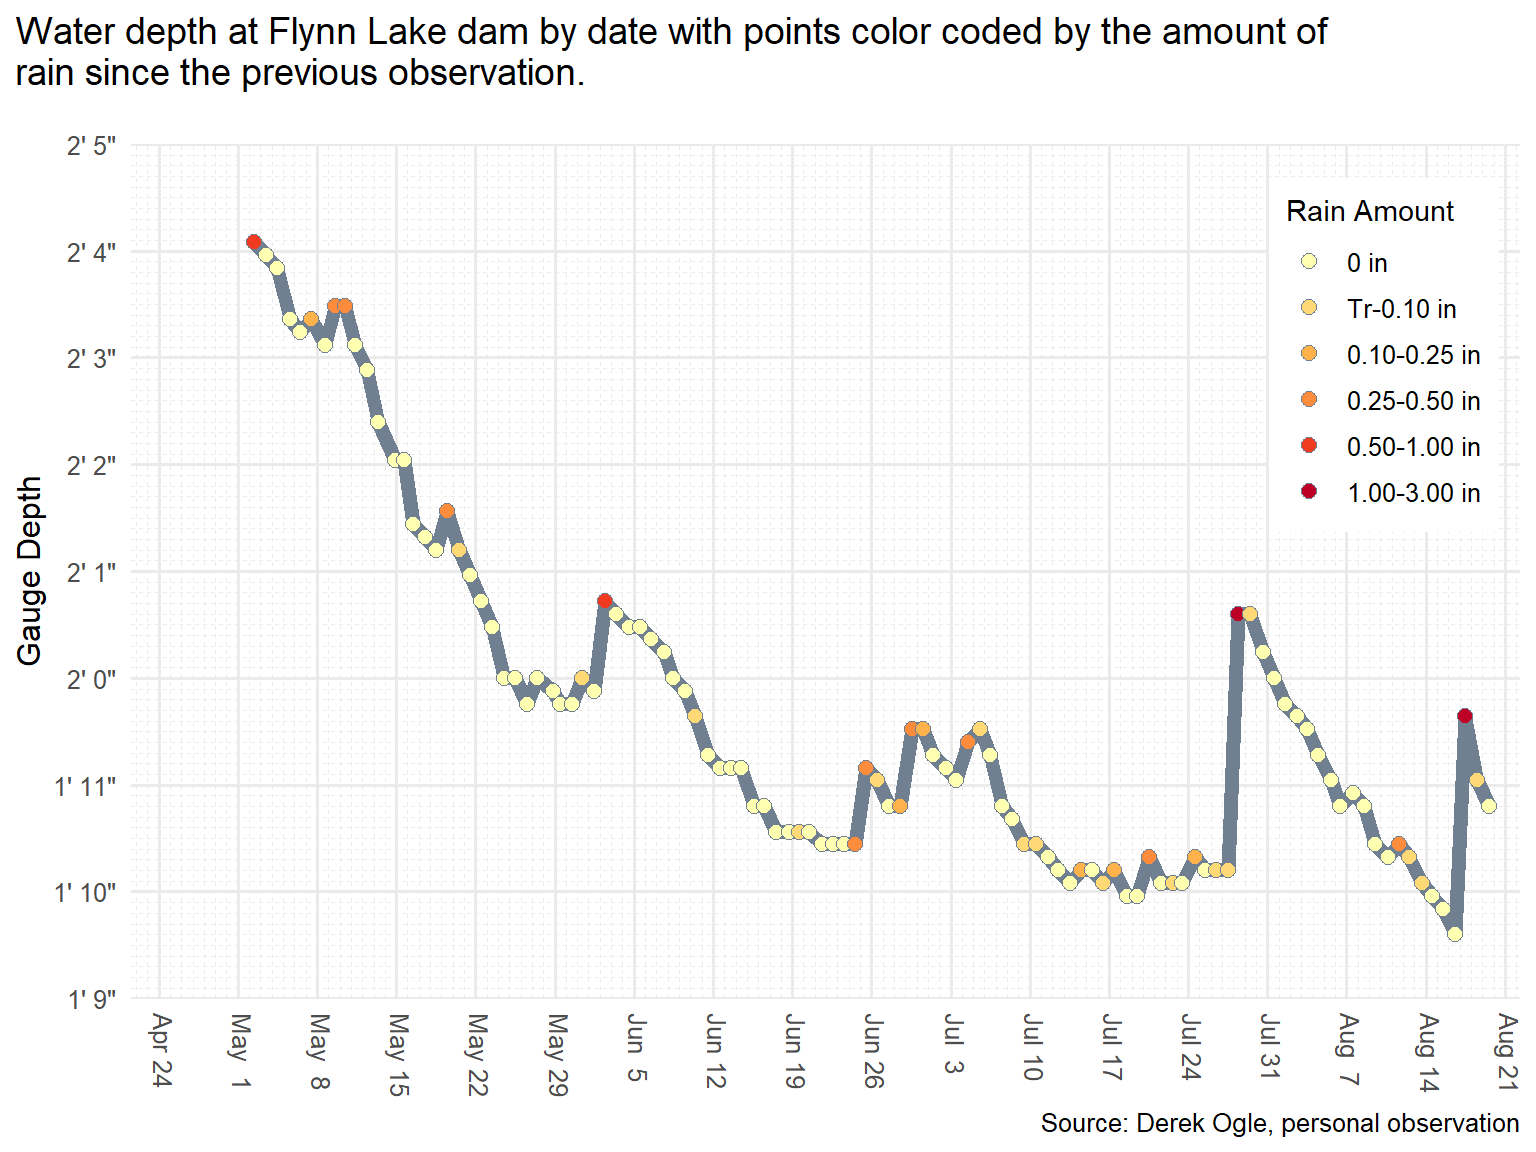 Water depth at Flynn Lake dam by date with points color coded by the amount of
rain since the previous observation.
2' 5"
2' 4"
2' 3"
2' 2"
2' 1"
2' 0"
1' 11"
1' 10"
1' 9"
Gauge Depth
Rain Amount
0 in
Tr-0.10 in
0.10-0.25 in
0.25-0.50 in
0.50-1.00 in
1.00-3.00 in
Apr 24
May 1
May 8
May 15
May 22
May 29
Jun 5
Jun 12
Jun 19
Jun 26
Jul 3
Jul 10
Jul 17
Jul 24
Jul 31
Aug 7
Aug 14
Aug 21
Source: Derek Ogle, personal observation